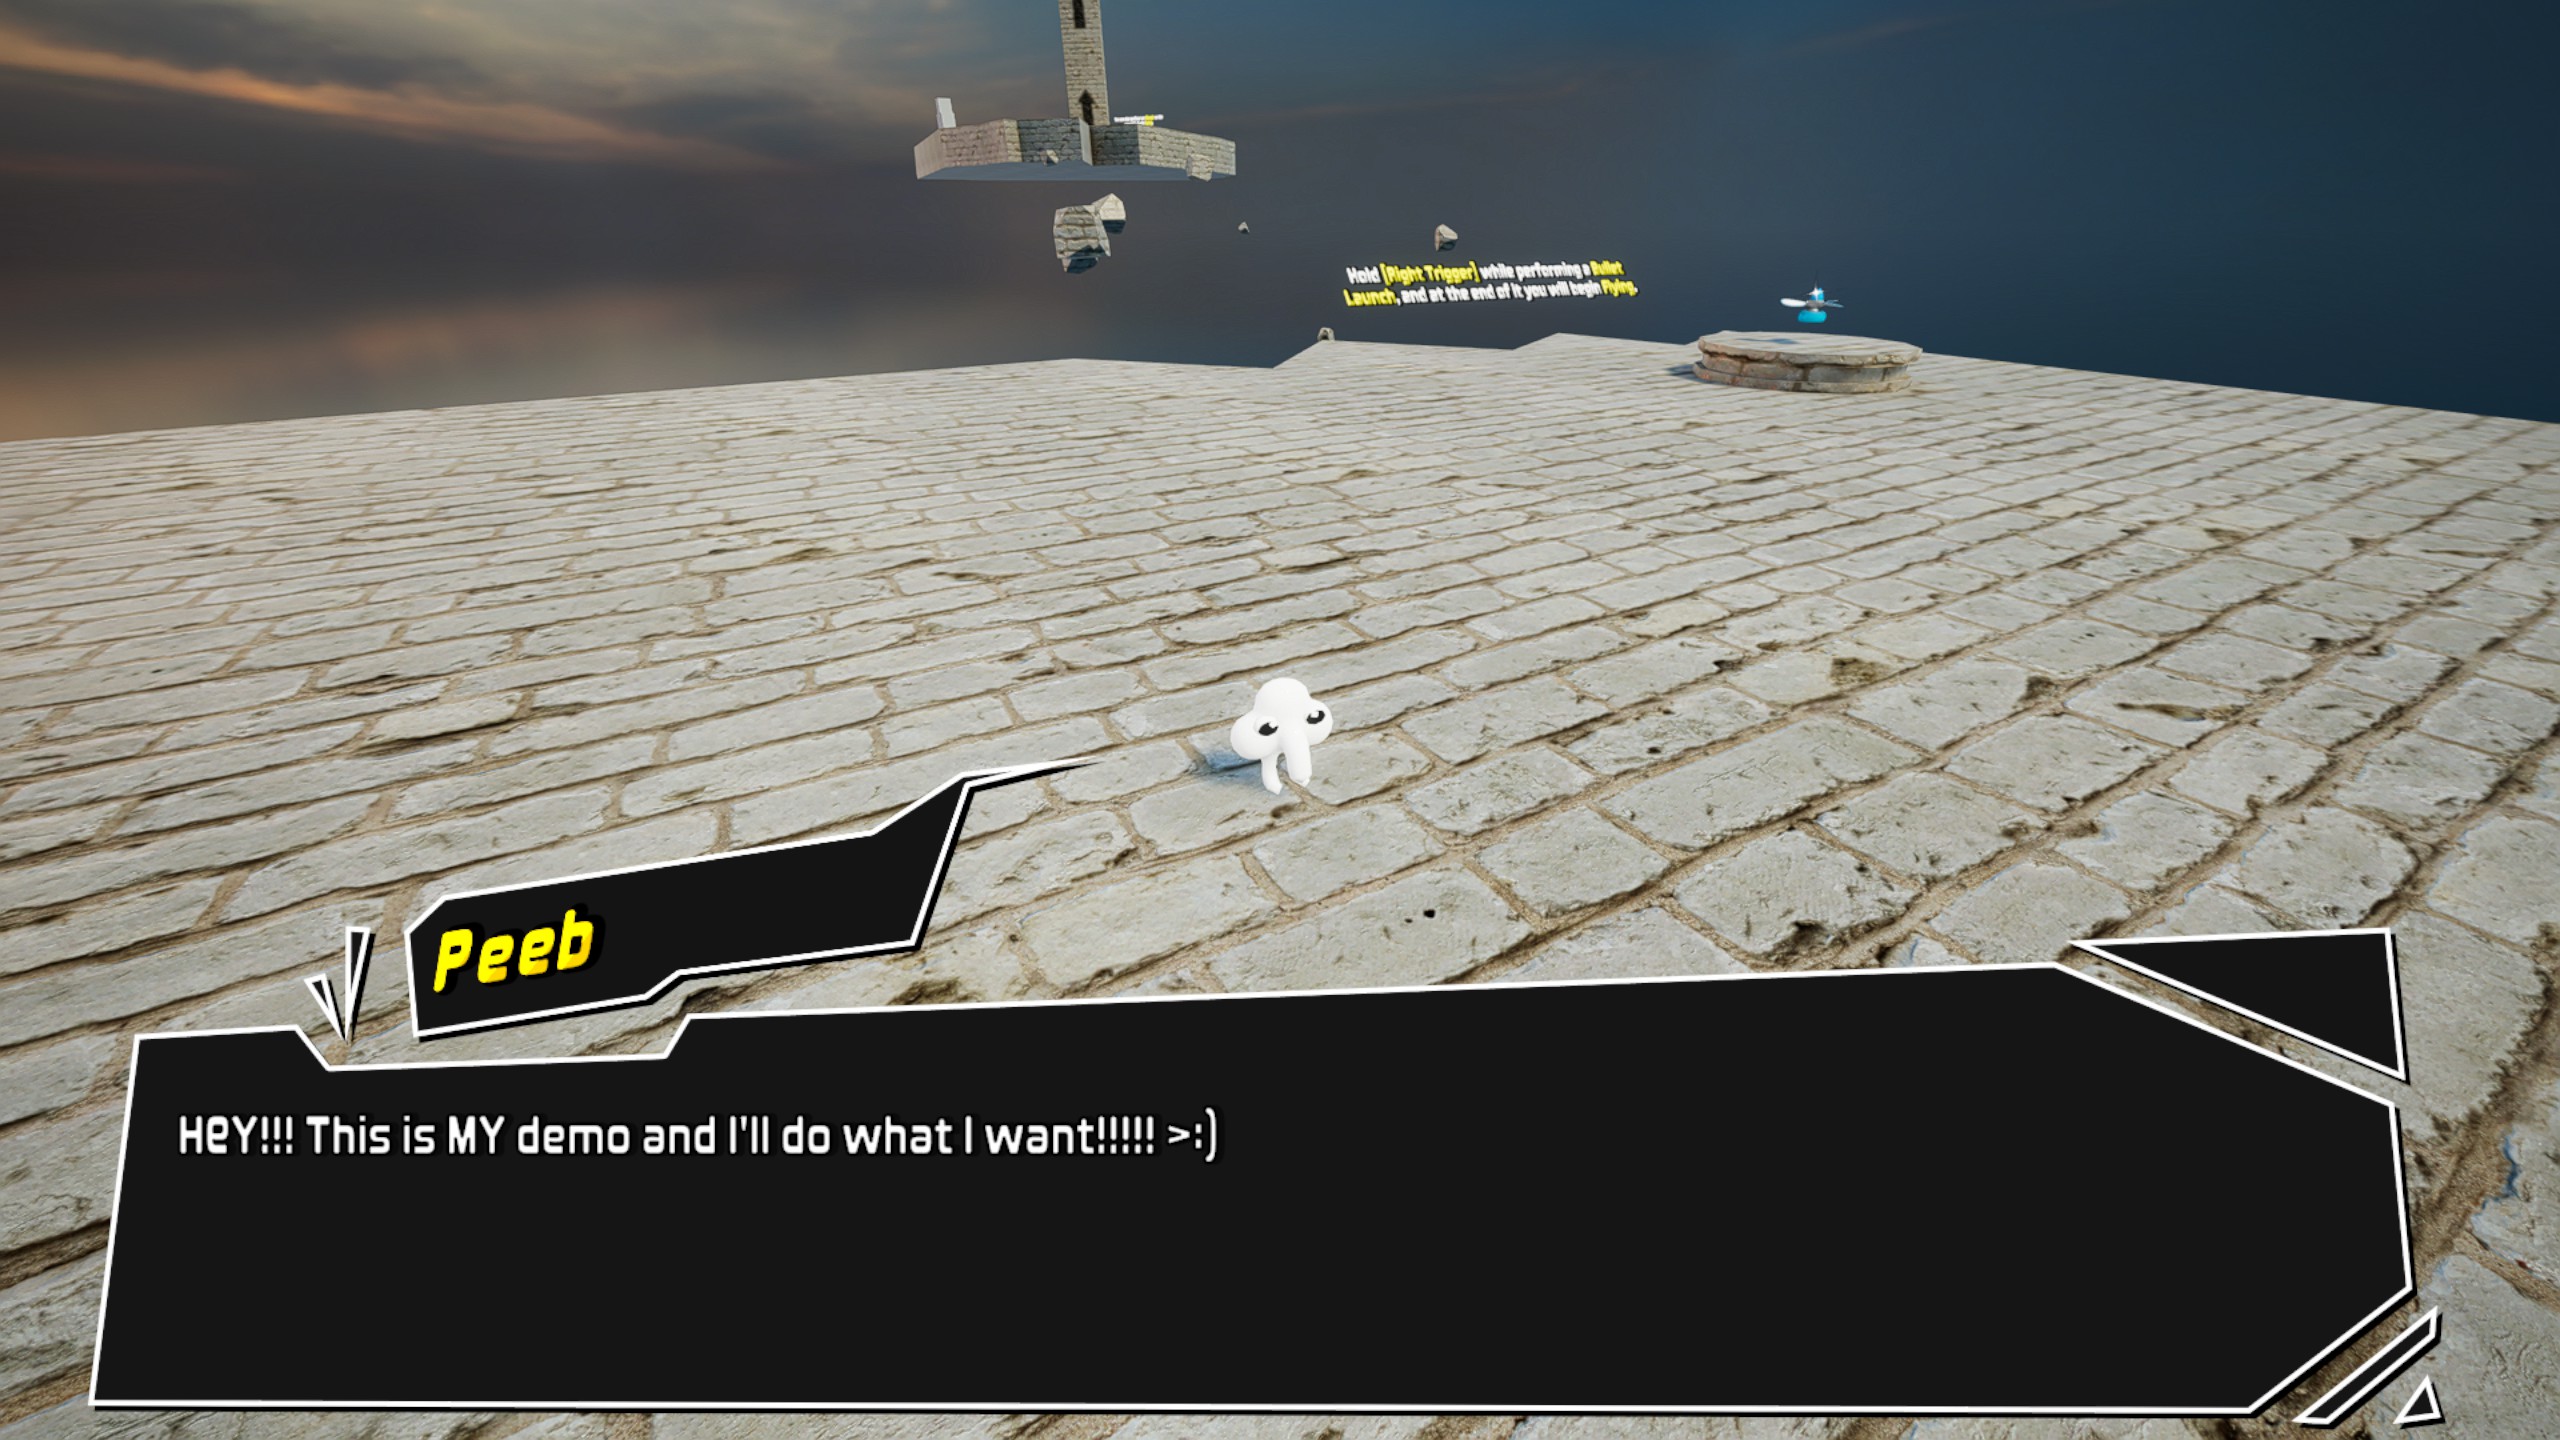 Hold [Right Trigger] while performing a Bullet
Launch, and at the end of it you will begin Flying.
Peeb
HEY!!! This is MY demo and I'll do what I want!!!!! >:)